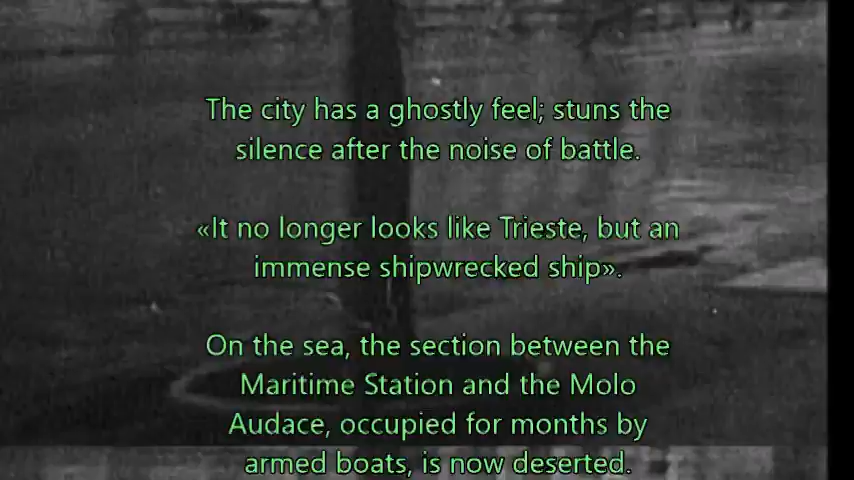 The city has a ghostly feel; stuns the
silence after the noise of battle.
«It no longer looks like Trieste, but an
immense shipwrecked ship».
On the sea, the section between the
Maritime Station and the Molo
Audace, occupied for months by
armed boats, is now deserted.